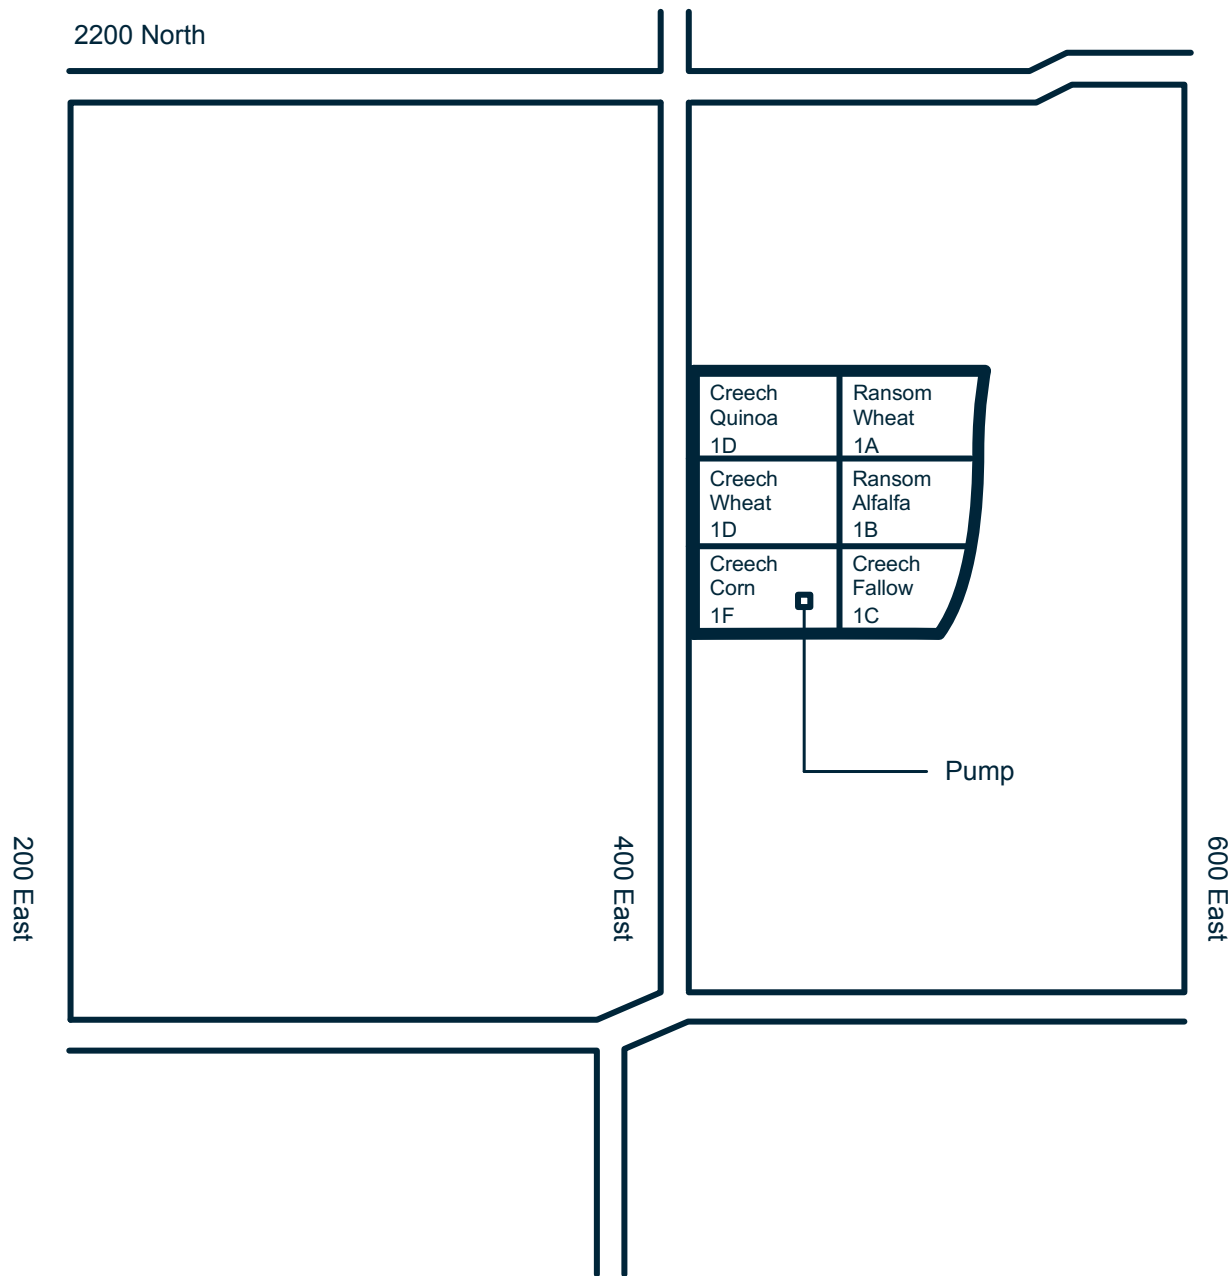 2200 North
Creech
Quinoa
1D
Ransom
Wheat
1A
Creech
Wheat
1D
Ransom
Alfalfa
1B
Creech
Corn
1F
Creech
Fallow
1C
Pump
200 East
400 East
600 East